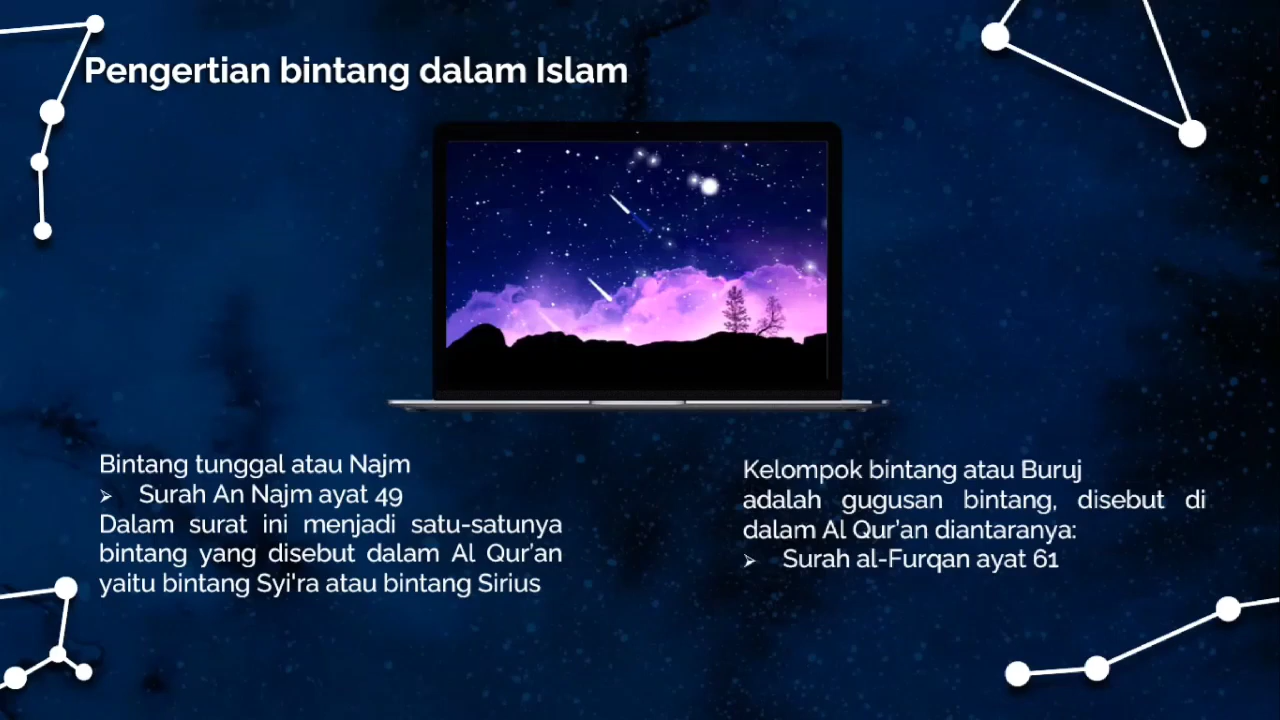 Pengertian bintang dalam Islam
Bintang tunggal atau Najm
➢ Surah An Najm ayat 49
Dalam surat ini menjadi satu-satunya
bintang yang disebut dalam Al Qur'an
yaitu bintang Syi'ra atau bintang Sirius
Kelompok bintang atau Buruj
adalah gugusan bintang, disebut di
dalam Al Qur'an diantaranya:
➢ Surah al-Furqan ayat 61